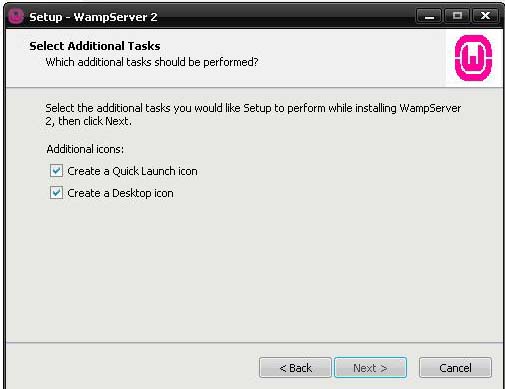 Setup - WampServer 2
Select Additional Tasks
Which additional tasks should be performed?
Select the additional tasks you would like Setup to perform while installing WampServer
2, then click Next.
Additional icons:
Create a Quick Launch icon
Create a Desktop icon
< Back
Next >
Cancel